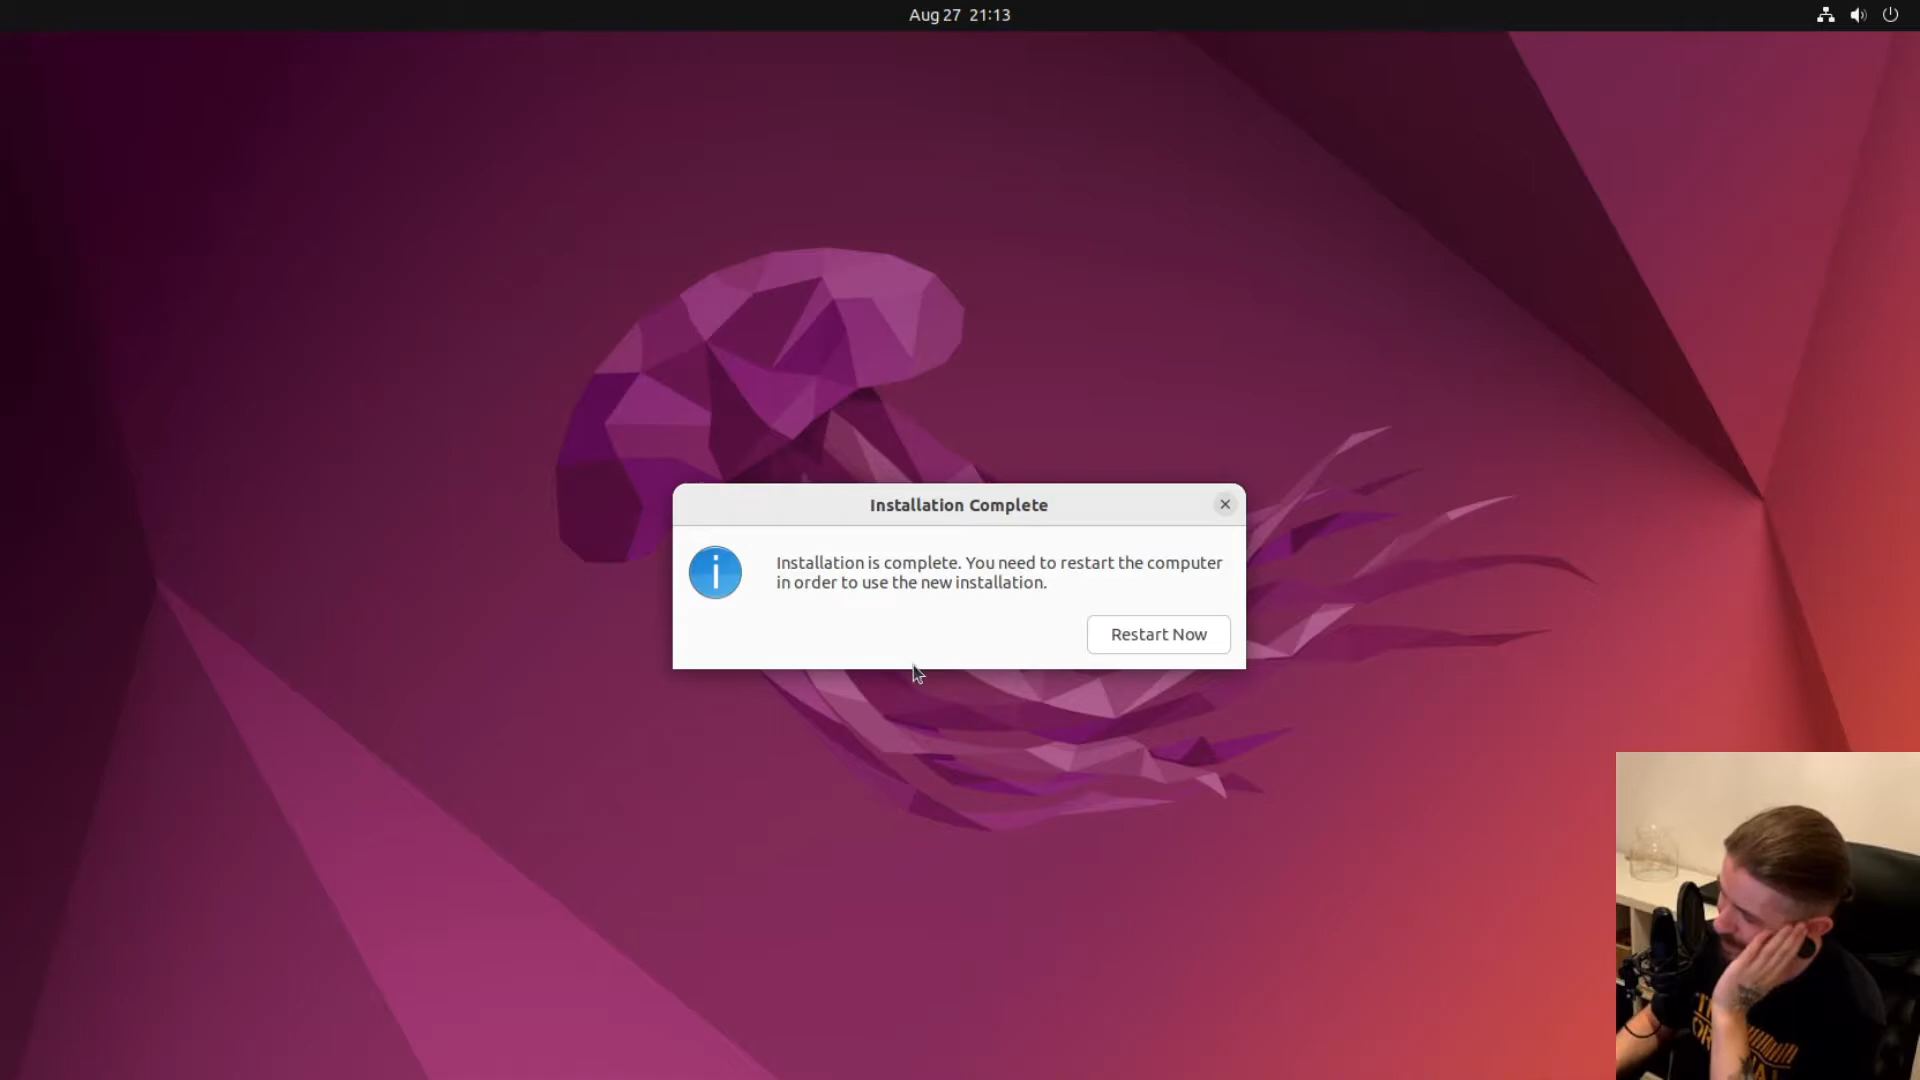 Aug 27 21:13
Installation Complete
Installation is complete. You need to restart the computer
in order to use the new installation.
Restart Now